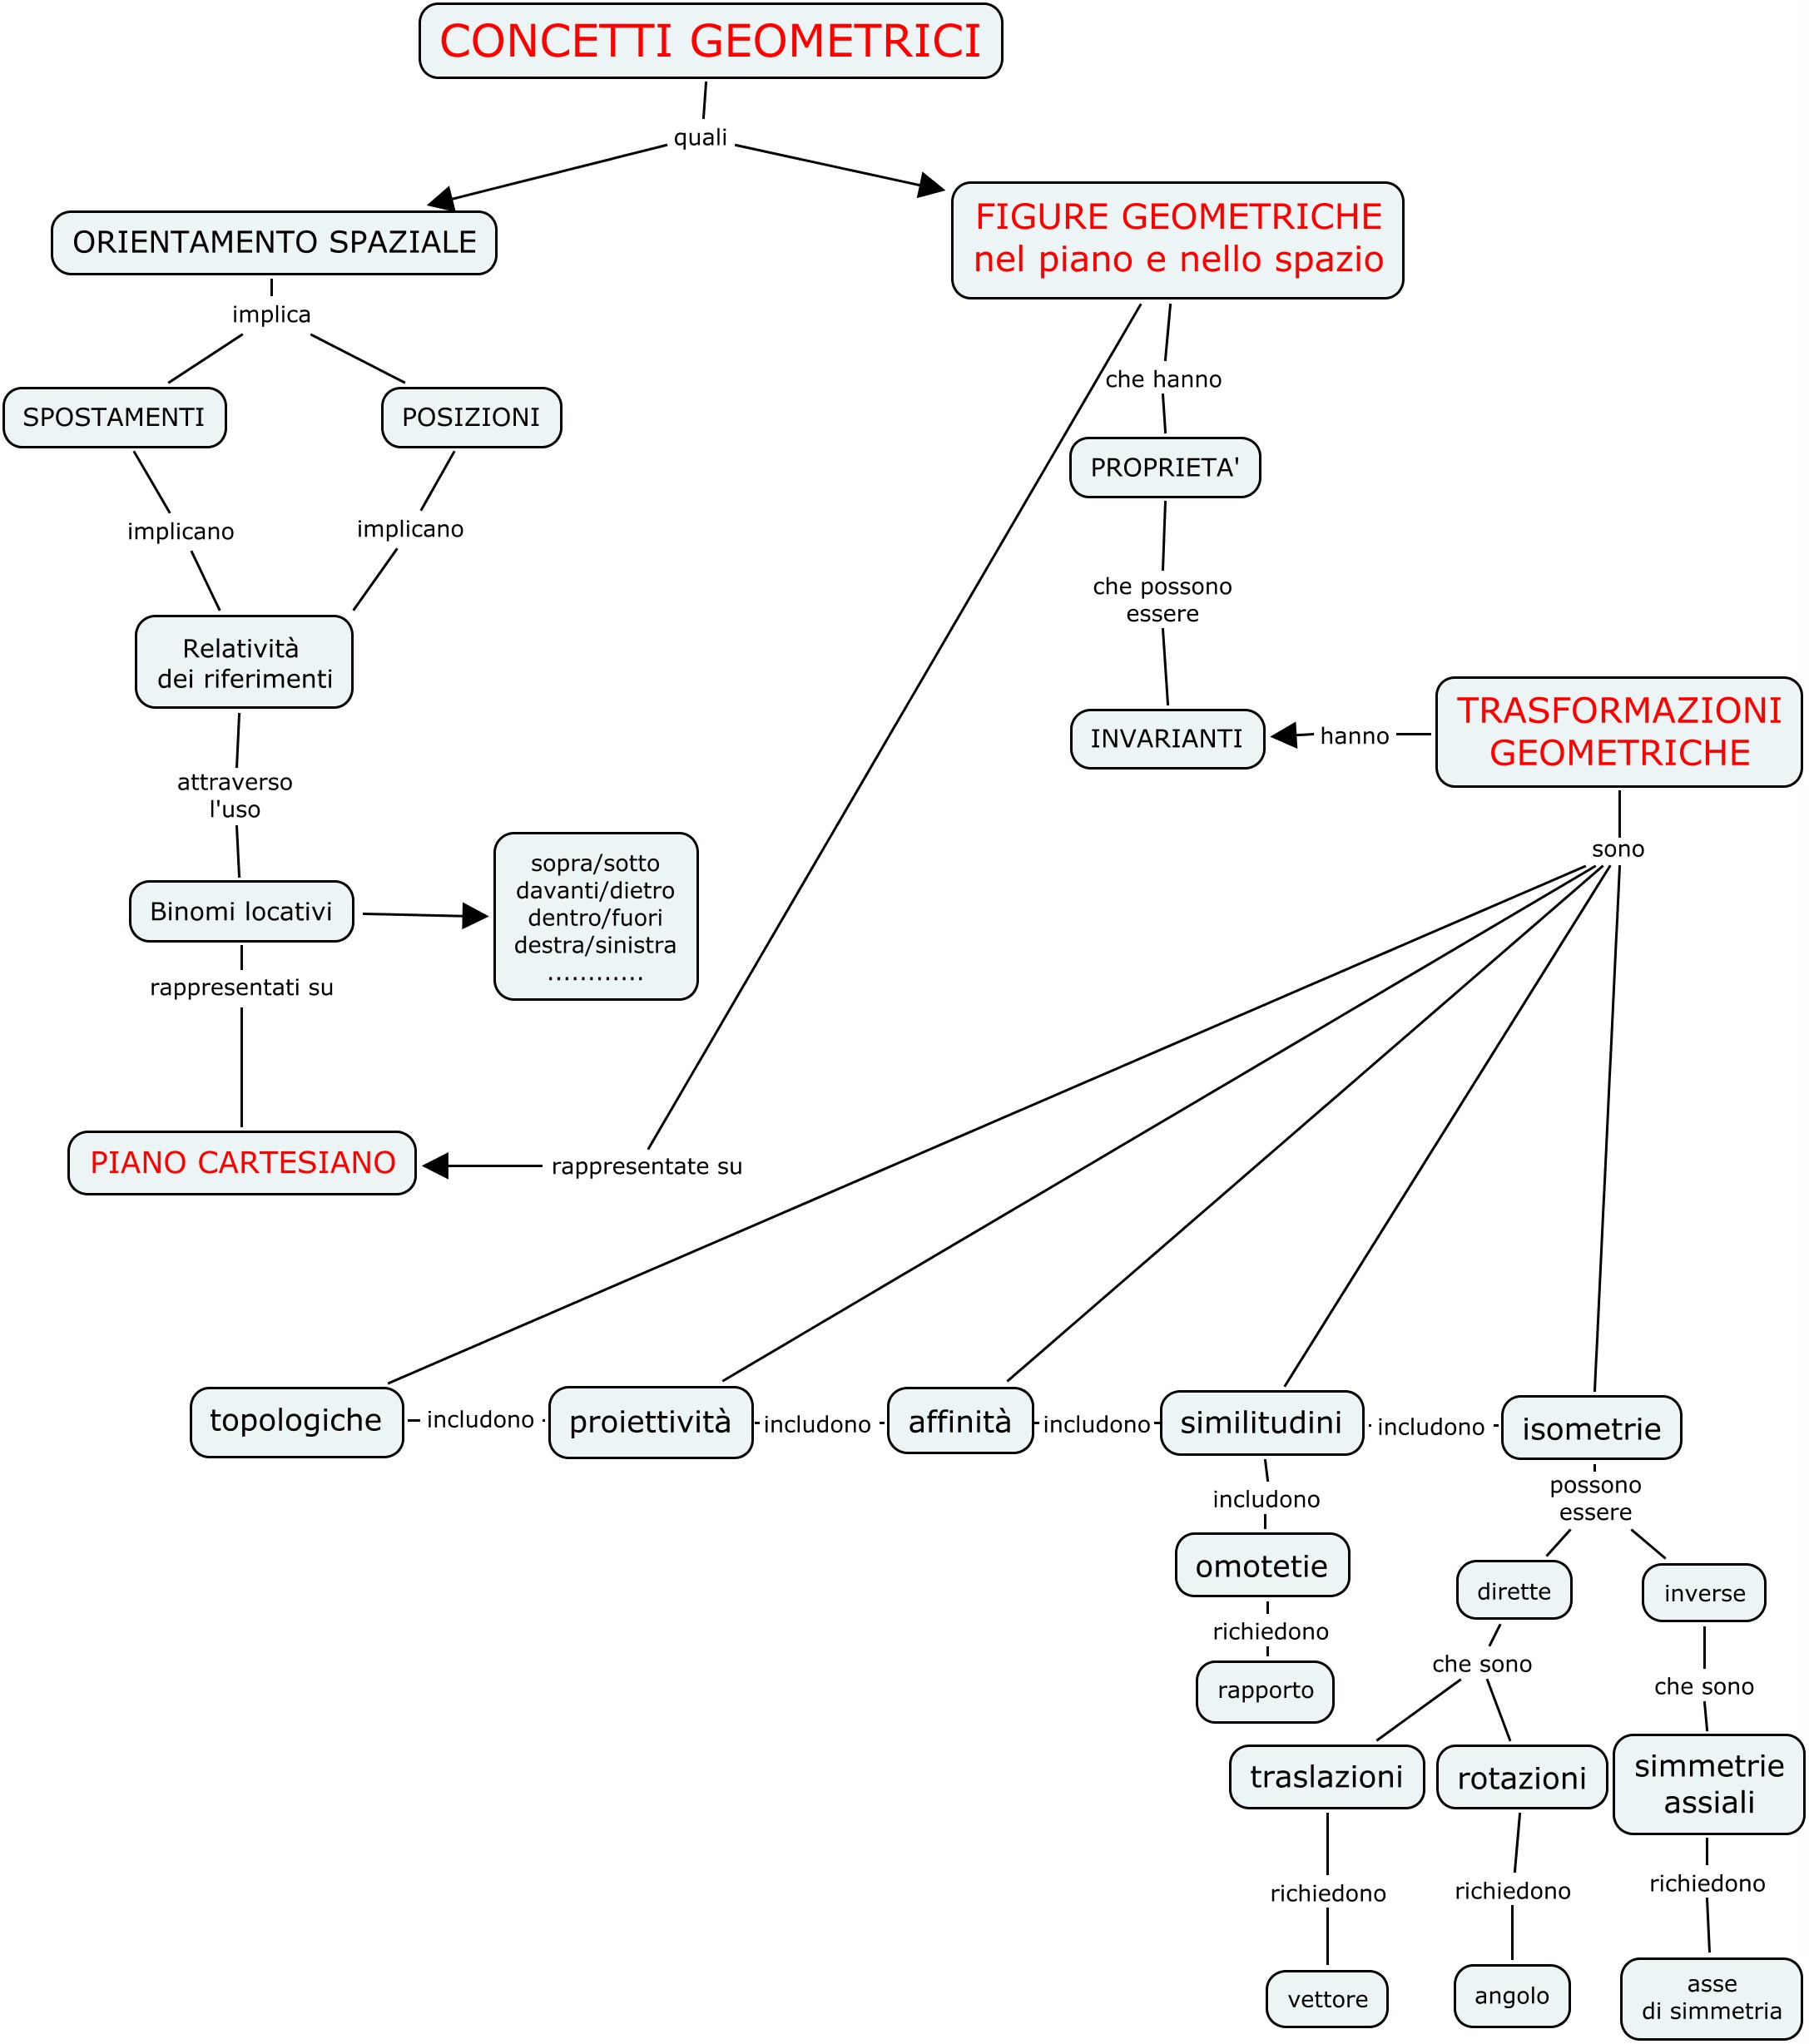 CONCETTI GEOMETRICI
quali
ORIENTAMENTO SPAZIALE
FIGURE GEOMETRICHE
nel piano e nello spazio
implica
che hanno
SPOSTAMENTI
POSIZIONI
PROPRIETA'
implicano
implicano
che possono
essere
Relatività
dei riferimenti
INVARIANTI
hanno
TRASFORMAZIONI
GEOMETRICHE
attraverso
l'uso
sono
Binomi locativi
sopra/sotto
davanti/dietro
dentro/fuori
destra/sinistra
............
rappresentati su
PIANO CARTESIANO
rappresentate su
topologiche
includono
proiettività
includono
affinità
includono
similitudini
includono
isometrie
includono
possono
essere
omotetie
dirette
inverse
richiedono
che sono
che sono
rapporto
traslazioni
rotazioni
simmetrie
assiali
richiedono
richiedono
richiedono
vettore
angolo
asse
di simmetria